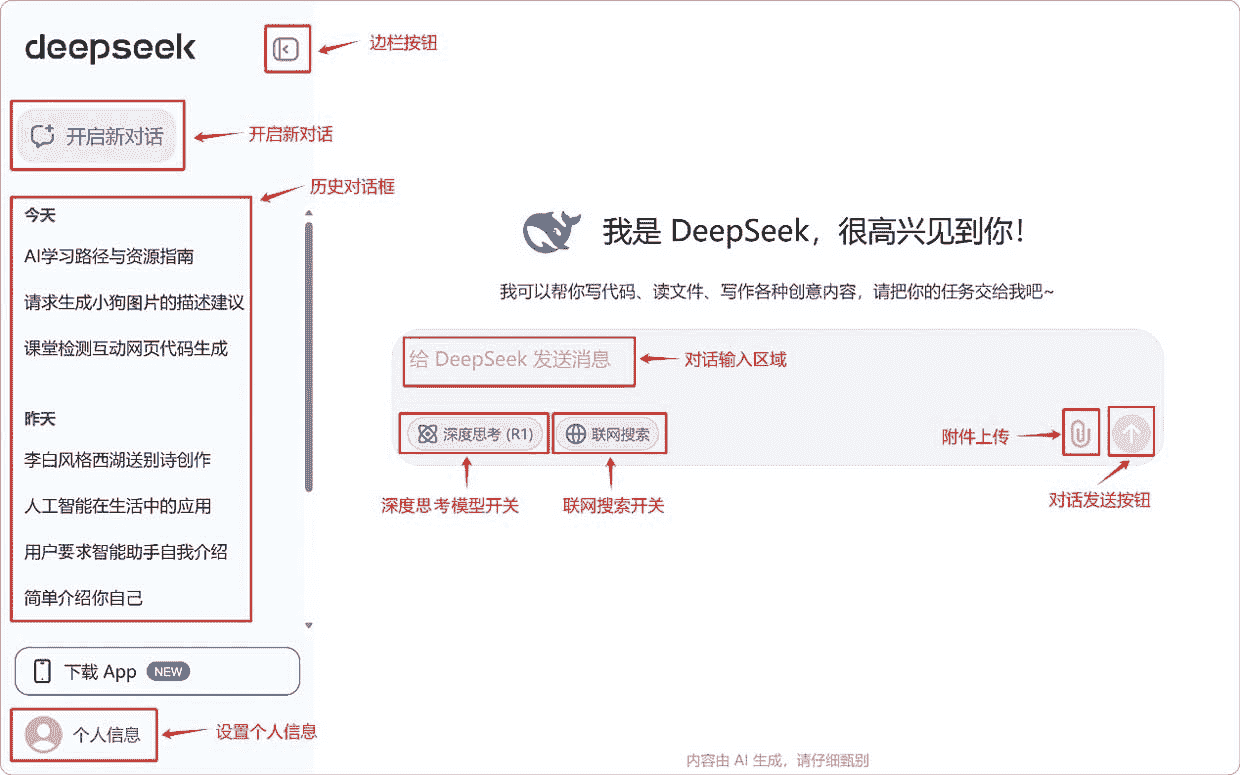 deepseek
边栏按钮
开启新对话
开启新对话
历史对话框
今天
AI学习路径与资源指南
请求生成小狗图片的描述建议
课堂检测互动网页代码生成
昨天
李白风格西湖送别诗创作
人工智能在生活中的应用
用户要求智能助手自我介绍
简单介绍你自己
下载 App NEW
个人信息
设置个人信息
我是 DeepSeek，很高兴见到你！
我可以帮你写代码、读文件、写作各种创意内容，请把你的任务交给我吧~
给 DeepSeek 发送消息
对话输入区域
深度思考 (R1)
联网搜索
附件上传
深度思考模型开关
联网搜索开关
对话发送按钮
内容由 AI 生成，请仔细甄别